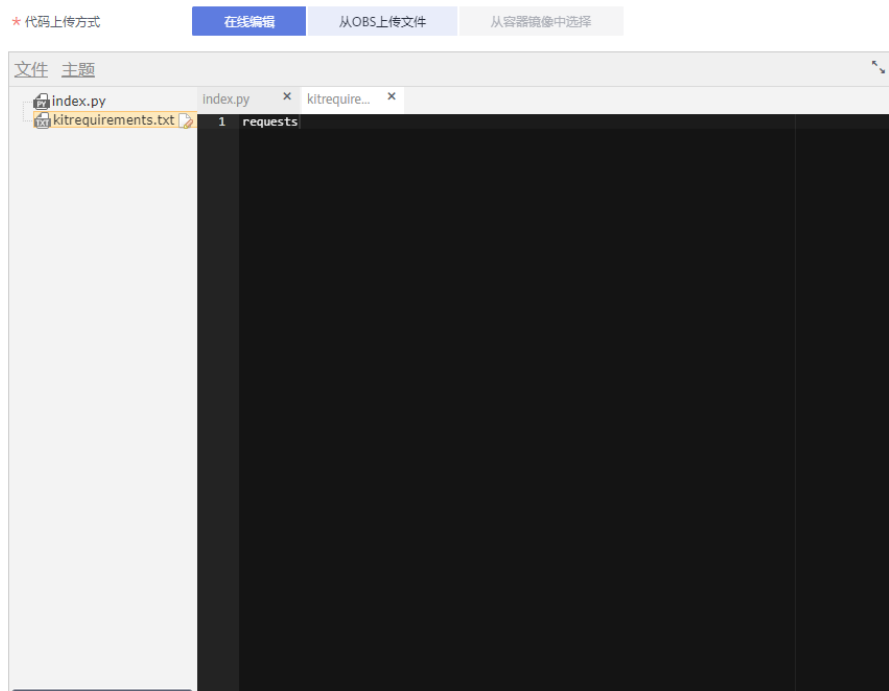 * 代码上传方式 在线编辑 从OBS上传文件 从容器镜像中选择
文件 主题
index.py
kitrequirements.txt
index.py × kitrequire... ×
1 requests